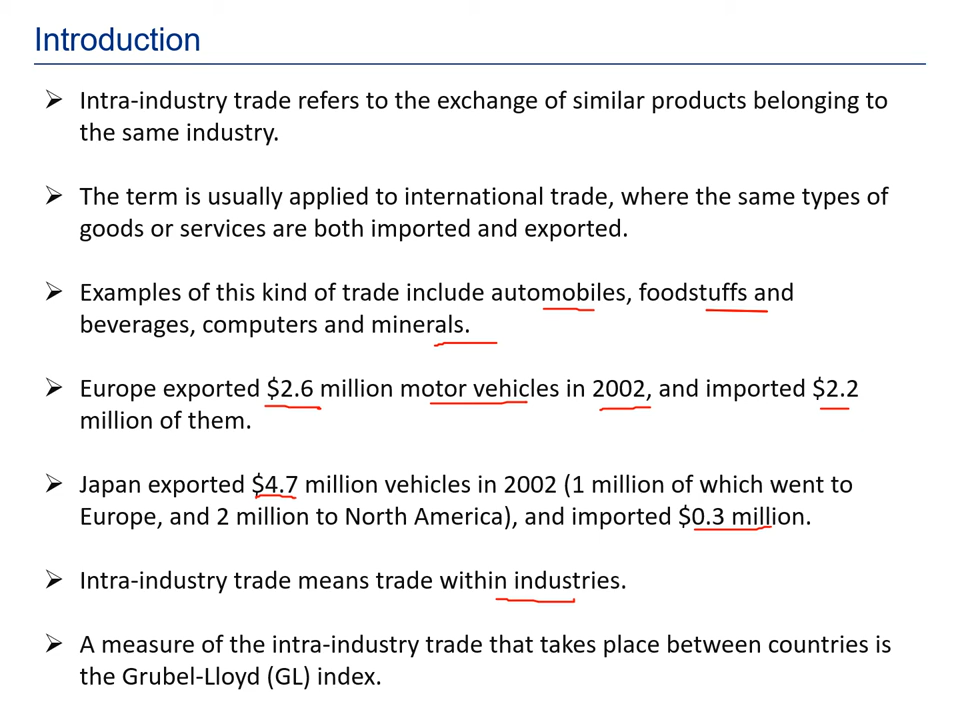 Introduction
➢ Intra-industry trade refers to the exchange of similar products belonging to
the same industry.
➢ The term is usually applied to international trade, where the same types of
goods or services are both imported and exported.
➢ Examples of this kind of trade include automobiles, foodstuffs and
beverages, computers and minerals.
➢ Europe exported $2.6 million motor vehicles in 2002, and imported $2.2
million of them.
➢ Japan exported $4.7 million vehicles in 2002 (1 million of which went to
Europe, and 2 million to North America), and imported $0.3 million.
➢ Intra-industry trade means trade within industries.
➢ A measure of the intra-industry trade that takes place between countries is
the Grubel-Lloyd (GL) index.